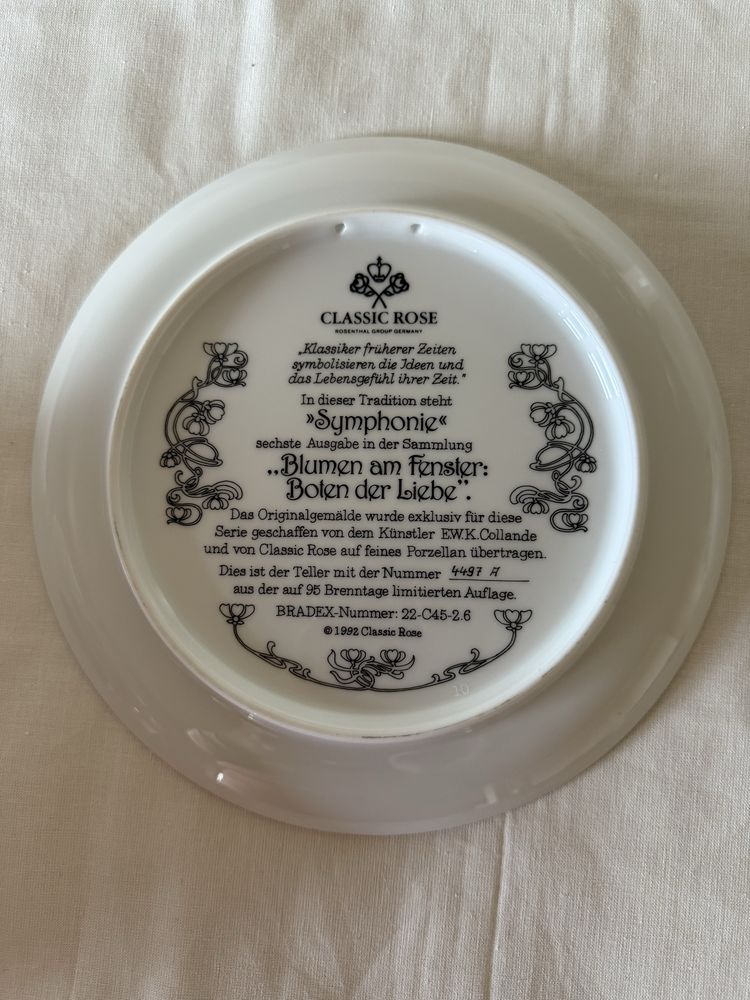 CLASSIC ROSE
ROSENTHAL GROUP GERMANY
„Klassiker früherer Zeiten
symbolisieren die Ideen und
das Lebensgefühl ihrer Zeit."
In dieser Tradition steht
»Symphonie«
sechste Ausgabe in der Sammlung
„Blumen am Fenster:
Boten der Liebe".
Das Originalgemälde wurde exklusiv für diese
Serie geschaffen von dem Künstler E.W.K. Collande
und von Classic Rose auf feines Porzellan übertragen.
Dies ist der Teller mit der Nummer 4497 A
aus der auf 95 Brenntage limitierten Auflage.
BRADEX-Nummer: 22-C45-2.6
© 1992 Classic Rose
10